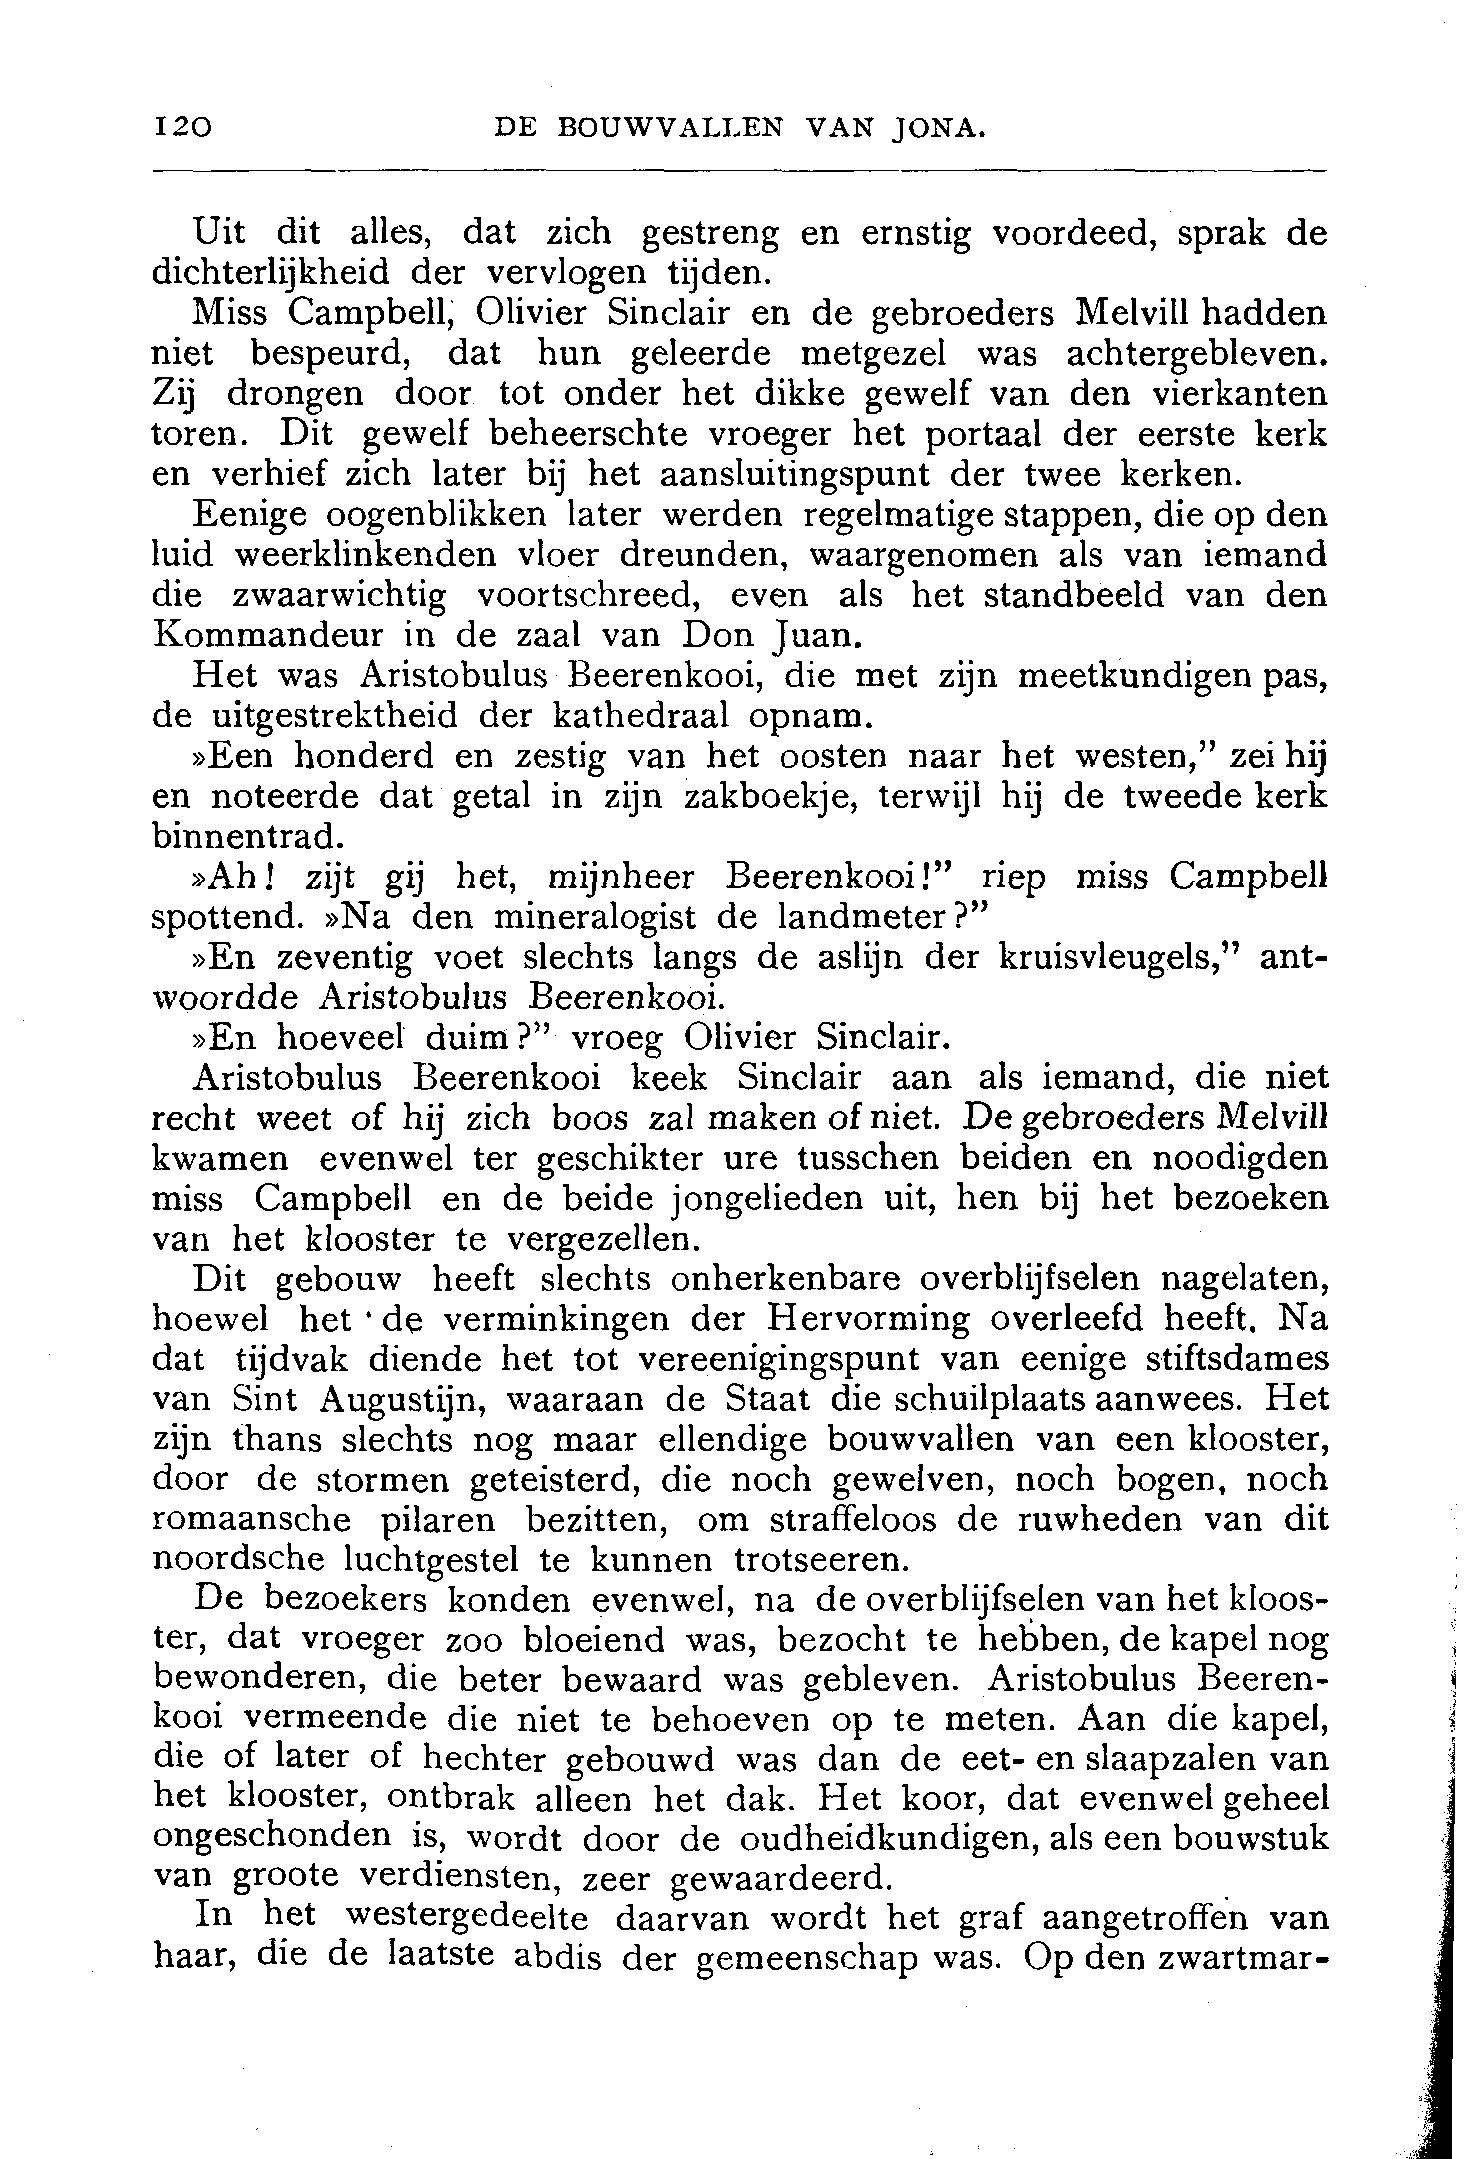 120 DE BOUWVALLEN VAN JONA.
Uit dit alles, dat zich gestreng en ernstig voordeed, sprak de
dichterlijkheid der vervlogen tijden.
Miss Campbell, Olivier Sinclair en de gebroeders Melvill hadden
niet bespeurd, dat hun geleerde metgezel was achtergebleven.
Zij drongen door tot onder het dikke gewelf van den vierkanten
toren. Dit gewelf beheerschte vroeger het portaal der eerste kerk
en verhief zich later bij het aansluitingspunt der twee kerken.
Eenige oogenblikken later werden regelmatige stappen, die op den
luid weerklinkenden vloer dreunden, waargenomen als van iemand
die zwaarwichtig voortschreed, even als het standbeeld van den
Kommandeur in de zaal van Don Juan.
Het was Aristobulus Beerenkooi, die met zijn meetkundigen pas,
de uitgestrektheid der kathedraal opnam.
»Een honderd en zestig van het oosten naar het westen,” zei hij
en noteerde dat getal in zijn zakboekje, terwijl hij de tweede kerk
binnentrad.
»Ah! zijt gij het, mijnheer Beerenkooi!” riep miss Campbell
spottend. »Na den mineralogist de landmeter?”
»En zeventig voet slechts langs de aslijn der kruisvleugels,” ant-
woordde Aristobulus Beerenkooi.
»En hoeveel duim?” vroeg Olivier Sinclair.
Aristobulus Beerenkooi keek Sinclair aan als iemand, die niet
recht weet of hij zich boos zal maken of niet. De gebroeders Melvill
kwamen evenwel ter geschikter ure tusschen beiden en noodigden
miss Campbell en de beide jongelieden uit, hen bij het bezoeken
van het klooster te vergezellen.
Dit gebouw heeft slechts onherkenbare overblijfselen nagelaten,
hoewel het de verminkingen der Hervorming overleefd heeft. Na
dat tijdvak diende het tot vereenigingspunt van eenige stiftsdames
van Sint Augustijn, waaraan de Staat die schuilplaats aanwees. Het
zijn thans slechts nog maar ellendige bouwvallen van een klooster,
door de stormen geteisterd, die noch gewelven, noch bogen, noch
romaansche pilaren bezitten, om straffeloos de ruwheden van dit
noordsche luchtgestel te kunnen trotseeren.
De bezoekers konden evenwel, na de overblijfselen van het kloos-
ter, dat vroeger zoo bloeiend was, bezocht te hebben, de kapel nog
bewonderen, die beter bewaard was gebleven. Aristobulus Beeren-
kooi vermeende die niet te behoeven op te meten. Aan die kapel,
die of later of hechter gebouwd was dan de eet- en slaapzalen van
het klooster, ontbrak alleen het dak. Het koor, dat evenwel geheel
ongeschonden is, wordt door de oudheidkundigen, als een bouwstuk
van groote verdiensten, zeer gewaardeerd.
In het westergedeelte daarvan wordt het graf aangetroffen van
haar, die de laatste abdis der gemeenschap was. Op den zwartmar-